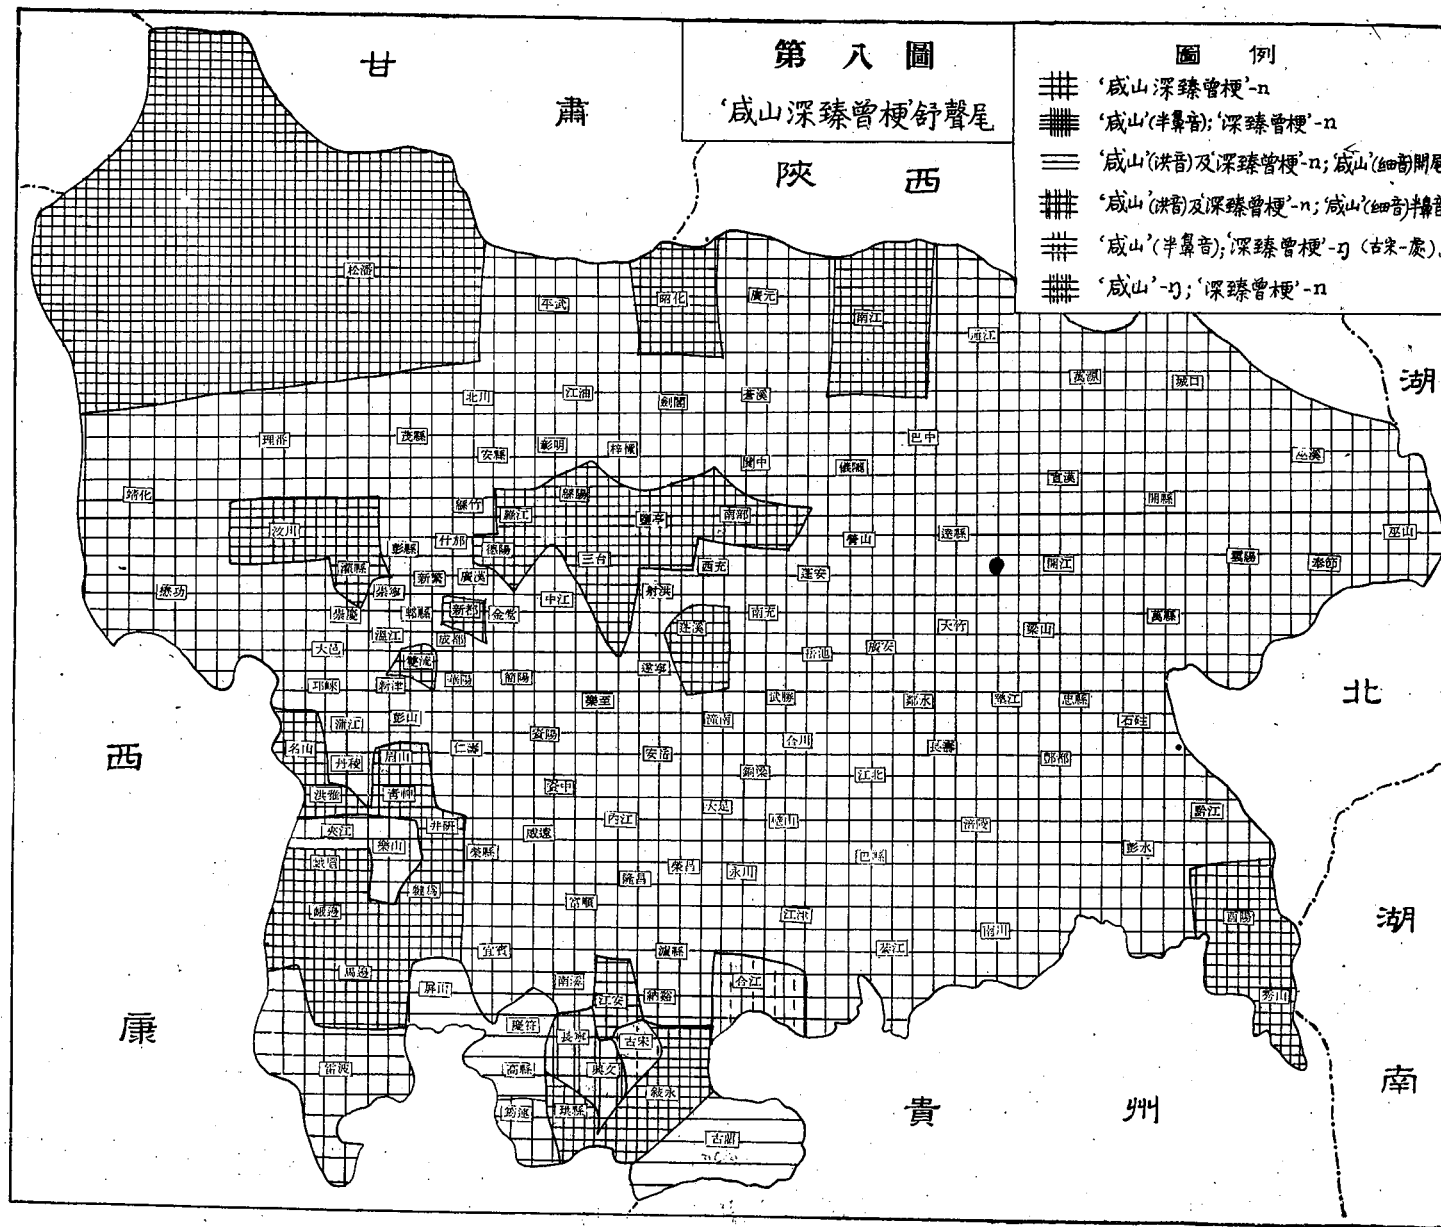 第八圖
‘咸山深臻曾梗’舒聲尾
圖例
‘咸山深臻曾梗’-n
‘咸山’(半鼻音);‘深臻曾梗’-n
‘咸山’(洪音)及‘深臻曾梗’-n;‘咸山’(細音)開尾
‘咸山’(洪音)及深臻曾梗’-n;‘咸山’(細音)半鼻音
‘咸山’(半鼻音);‘深臻曾梗’-ŋ (古宋一處)
‘咸山’-ŋ;‘深臻曾梗’-n
甘肅
陝西
湖北
湖南
貴州
西康
松潘
平武
昭化
廣元
南江
通江
萬源
城口
北川
江油
劍閣
蒼溪
巴中
理番
茂縣
安縣
彰明
梓橦
閬中
儀隴
宣漢
巫溪
靖化
綿竹
羅江
綿陽
鹽亭
南部
開縣
汶川
彭縣
什邡
德陽
三台
西充
營山
達縣
開江
雲陽
奉節
巫山
懋功
灌縣
崇寧
新繁
廣漢
中江
射洪
蓬安
崇慶
郫縣
新都
金堂
蓬溪
南充
天竹
梁山
萬縣
大邑
溫江
成都
雙流
華陽
簡陽
遂寧
岳池
廣安
邛崍
新津
樂至
武勝
鄰水
墊江
忠縣
石砫
蒲江
彭山
仁壽
資陽
潼南
合川
長壽
酆都
名山
丹稜
眉山
安岳
銅梁
江北
洪雅
青神
資中
大足
璧山
黔江
夾江
樂山
井研
榮縣
威遠
內江
涪陵
彭水
峨眉
犍為
隆昌
榮昌
永川
巴縣
峨邊
富順
江津
南川
酉陽
馬邊
宜賓
瀘縣
綦江
屏山
南溪
江安
納谿
合江
秀山
雷波
慶符
長寧
古宋
高縣
興文
敘永
筠連
珙縣
古藺